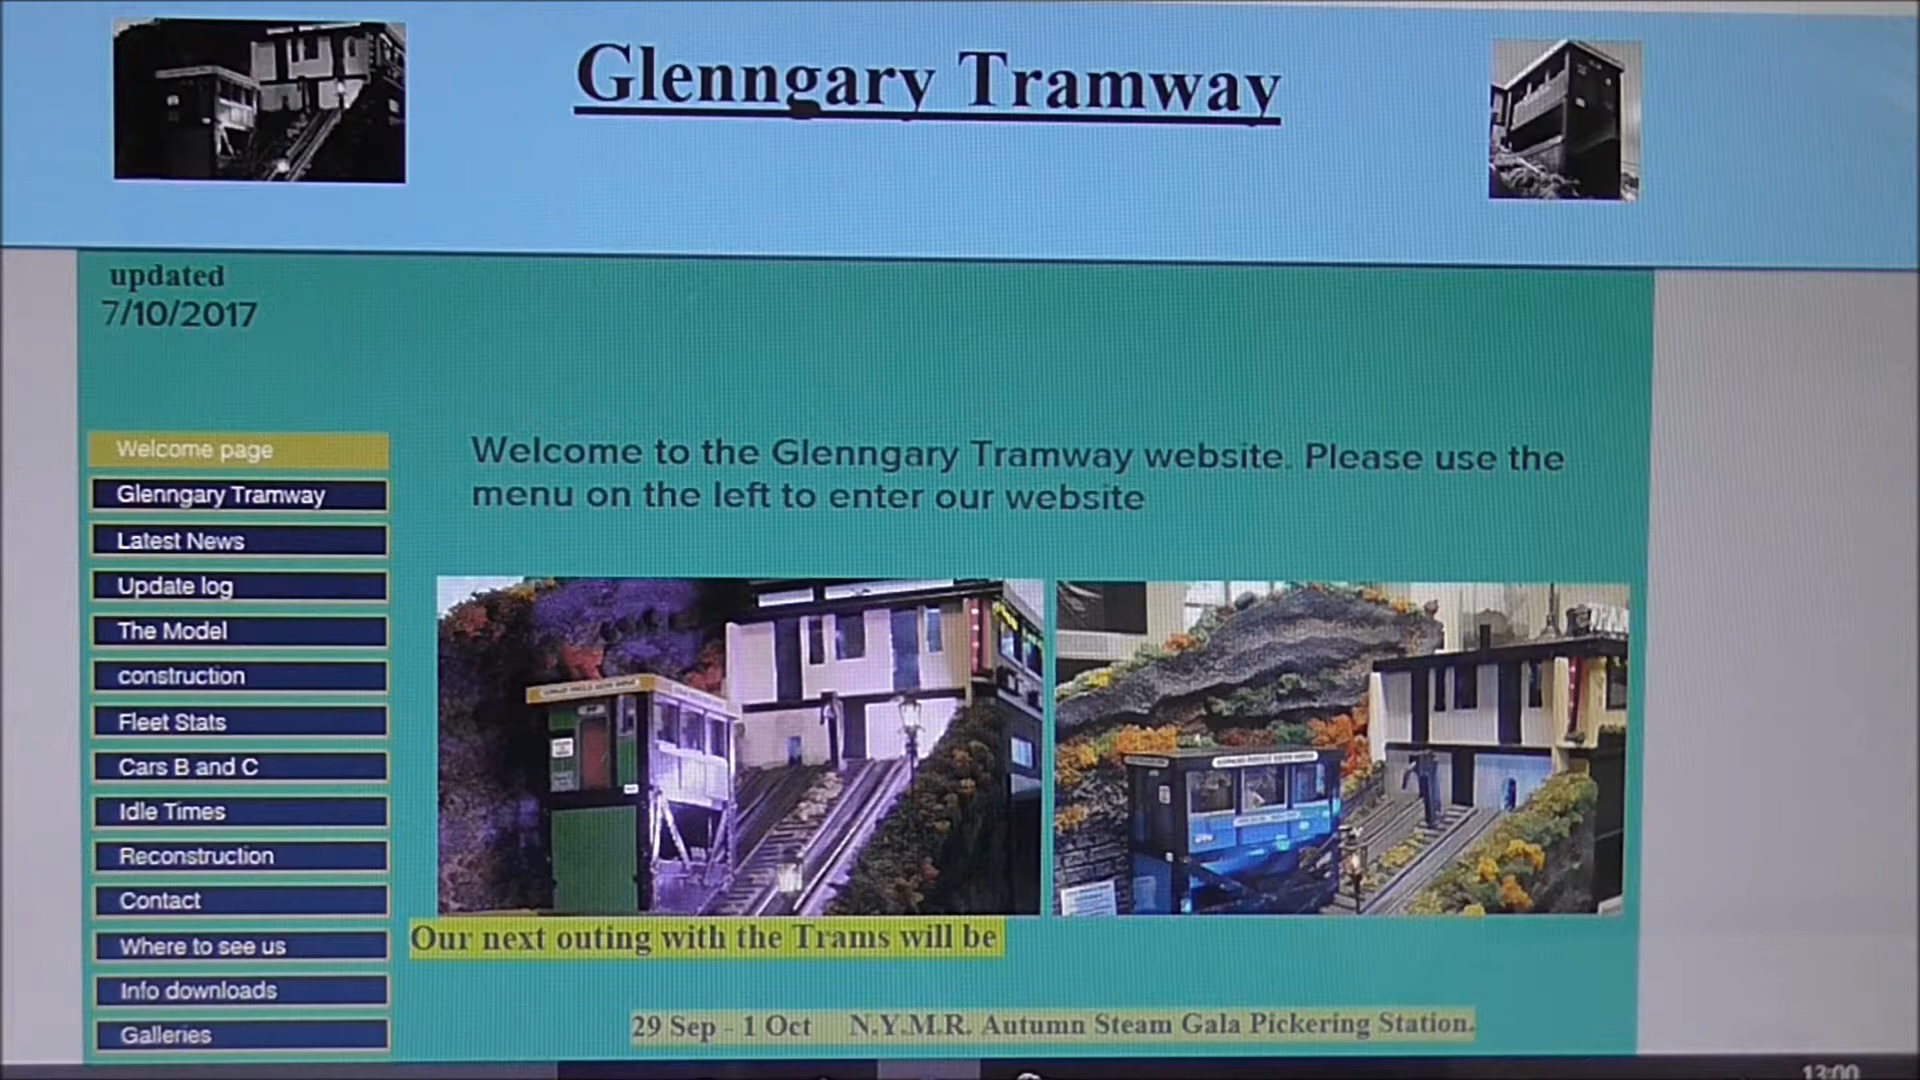 Glenngary Tramway
updated
7/10/2017
Welcome page
Glenngary Tramway
Latest News
Update log
The Model
construction
Fleet Stats
Cars B and C
Idle Times
Reconstruction
Contact
Where to see us
Info downloads
Galleries
Welcome to the Glenngary Tramway website. Please use the
menu on the left to enter our website
Our next outing with the Trams will be
29 Sep - 1 Oct N.Y.M.R. Autumn Steam Gala Pickering Station.
13:00